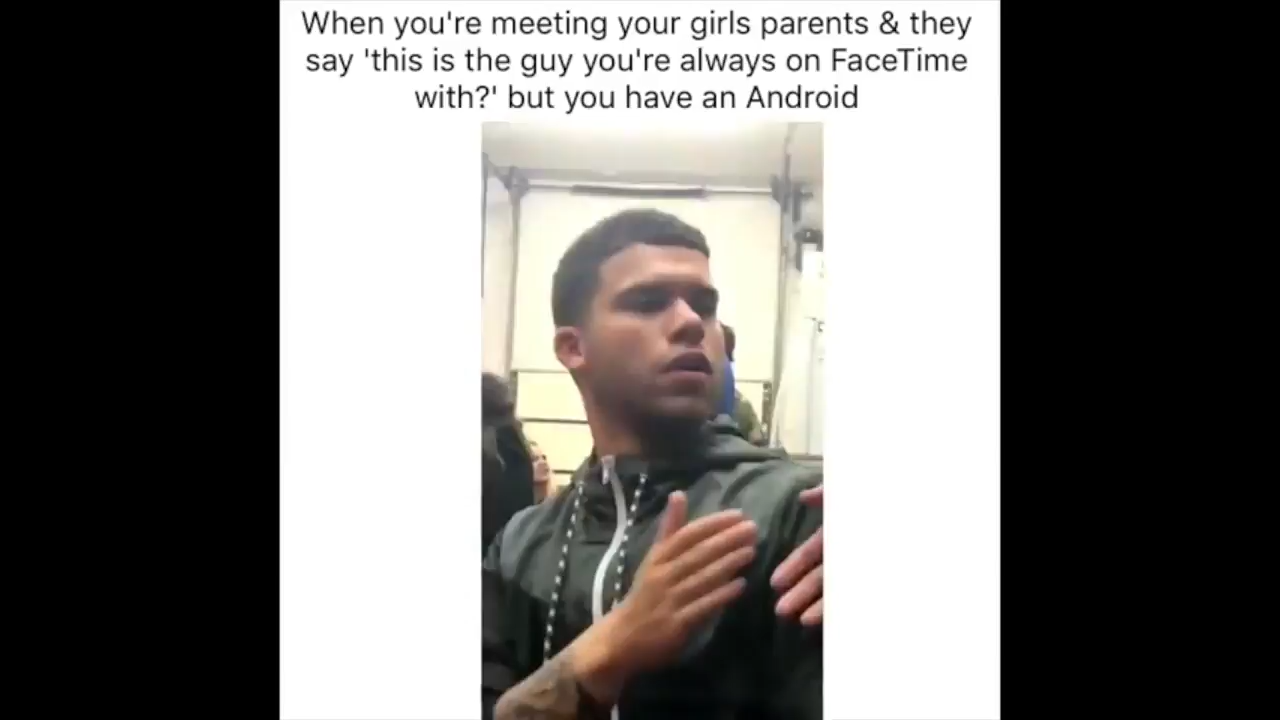 When you're meeting your girls parents & they
say 'this is the guy you're always on FaceTime
with?' but you have an Android